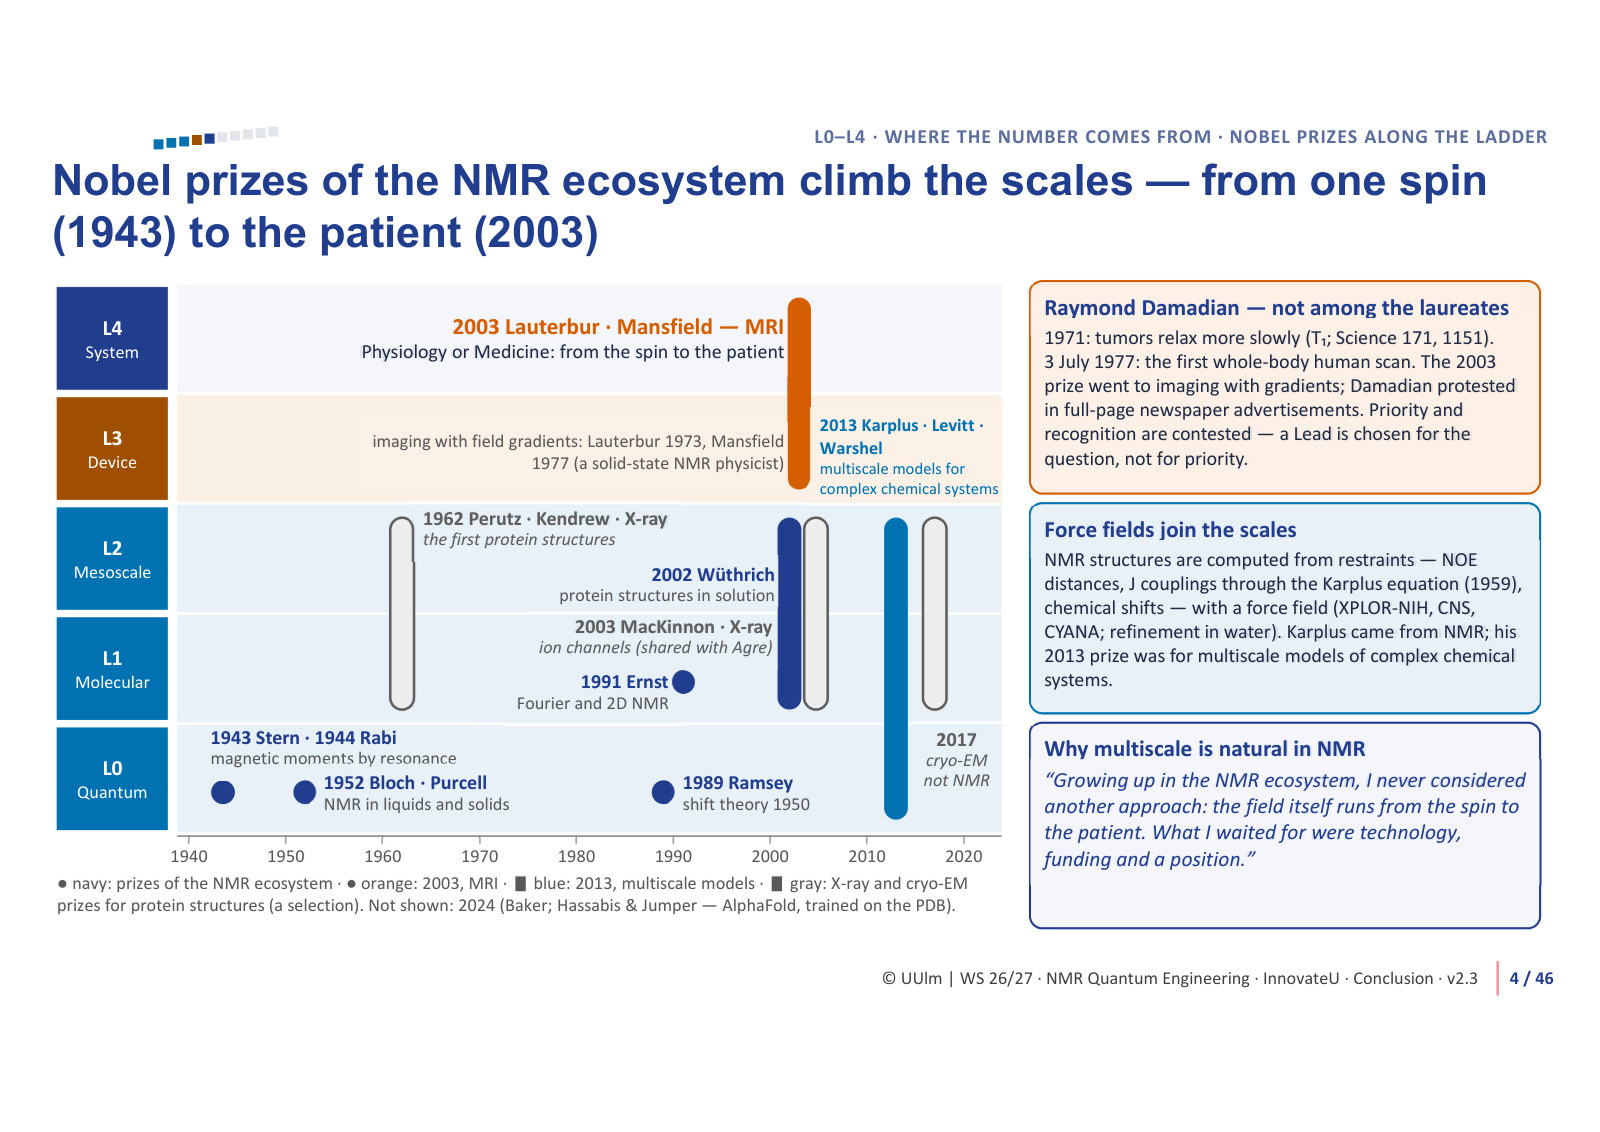 L0–L4 · WHERE THE NUMBER COMES FROM · NOBEL PRIZES ALONG THE LADDER
Nobel prizes of the NMR ecosystem climb the scales — from one spin
(1943) to the patient (2003)
L4
System
2003 Lauterbur · Mansfield — MRI
Physiology or Medicine: from the spin to the patient
L3
Device
imaging with field gradients: Lauterbur 1973, Mansfield
1977 (a solid-state NMR physicist)
2013 Karplus · Levitt ·
Warshel
multiscale models for
complex chemical systems
L2
Mesoscale
1962 Perutz · Kendrew · X-ray
the first protein structures
2002 Wüthrich
protein structures in solution
L1
Molecular
2003 MacKinnon · X-ray
ion channels (shared with Agre)
1991 Ernst
Fourier and 2D NMR
L0
Quantum
1943 Stern · 1944 Rabi
magnetic moments by resonance
1952 Bloch · Purcell
NMR in liquids and solids
1989 Ramsey
shift theory 1950
2017
cryo-EM
not NMR
1940 1950 1960 1970 1980 1990 2000 2010 2020
● navy: prizes of the NMR ecosystem · ● orange: 2003, MRI · ■ blue: 2013, multiscale models · ■ gray: X-ray and cryo-EM
prizes for protein structures (a selection). Not shown: 2024 (Baker; Hassabis & Jumper — AlphaFold, trained on the PDB).
Raymond Damadian — not among the laureates
1971: tumors relax more slowly (T₁; Science 171, 1151).
3 July 1977: the first whole-body human scan. The 2003
prize went to imaging with gradients; Damadian protested
in full-page newspaper advertisements. Priority and
recognition are contested — a Lead is chosen for the
question, not for priority.
Force fields join the scales
NMR structures are computed from restraints — NOE
distances, J couplings through the Karplus equation (1959),
chemical shifts — with a force field (XPLOR-NIH, CNS,
CYANA; refinement in water). Karplus came from NMR; his
2013 prize was for multiscale models of complex chemical
systems.
Why multiscale is natural in NMR
“Growing up in the NMR ecosystem, I never considered
another approach: the field itself runs from the spin to
the patient. What I waited for were technology,
funding and a position.”
© UUlm | WS 26/27 · NMR Quantum Engineering · InnovateU · Conclusion · v2.3
4 / 46